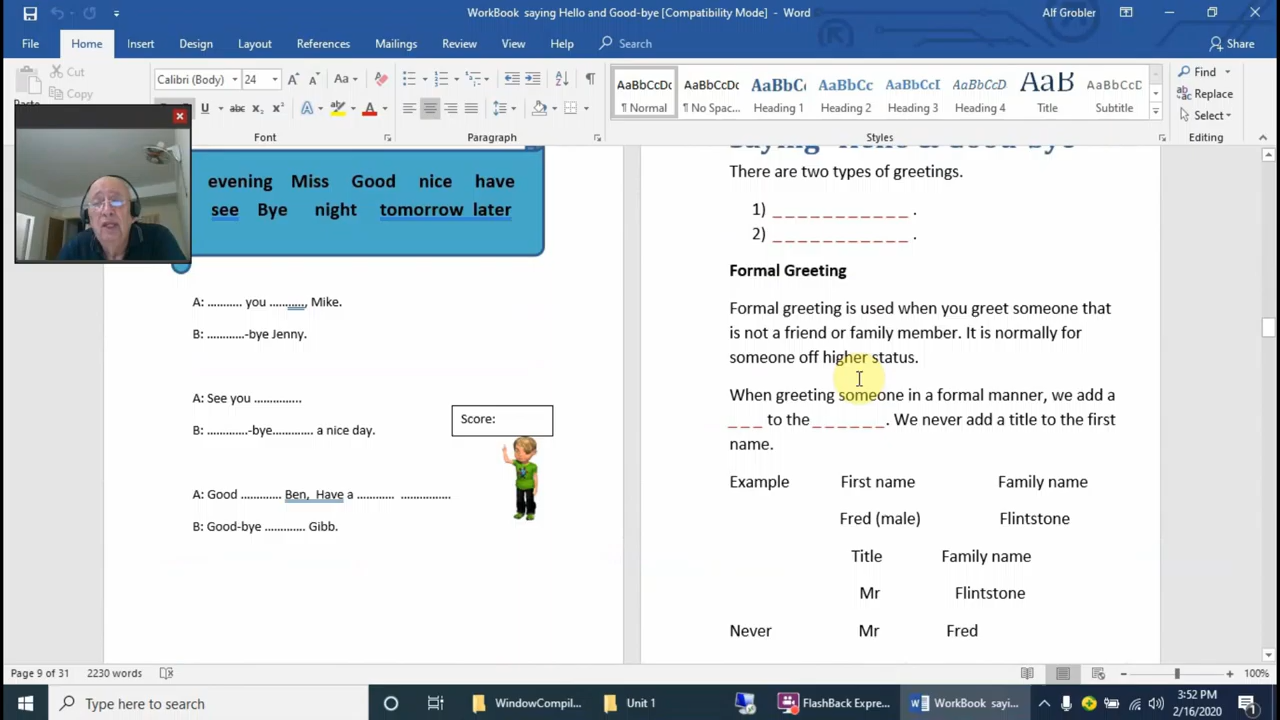 WorkBook saying Hello and Good-bye [Compatibility Mode] - Word
Alf Grobler
File Home Insert Design Layout References Mailings Review View Help Search Share
Cut
Copy
Calibri (Body) 24
Font
Paragraph
AaBbCcDc AaBbCcDc AaBbC AaBbCc AaBbCcI AaBbCcD AaB AaBbCcD
¶ Normal ¶ No Spac... Heading 1 Heading 2 Heading 3 Heading 4 Title Subtitle
Styles
Find
Replace
Select
Editing
evening Miss Good nice have
see Bye night tomorrow later
A: ........... you ..........., Mike.
B: ............-bye Jenny.
A: See you ..............
B: .............-bye............. a nice day.
Score:
A: Good ............. Ben, Have a ............ ................
B: Good-bye ............. Gibb.
Saying Hello & Good-bye
There are two types of greetings.
1) _ _ _ _ _ _ _ _ _ _ _ .
2) _ _ _ _ _ _ _ _ _ _ _ .
Formal Greeting
Formal greeting is used when you greet someone that
is not a friend or family member. It is normally for
someone off higher status.
When greeting someone in a formal manner, we add a
_ _ _ to the _ _ _ _ _ _. We never add a title to the first
name.
Example First name Family name
Fred (male) Flintstone
Title Family name
Mr Flintstone
Never Mr Fred
Page 9 of 31 2230 words
100%
Type here to search
WindowCompil...
Unit 1
FlashBack Expre...
WorkBook sayi...
3:52 PM
2/16/2020